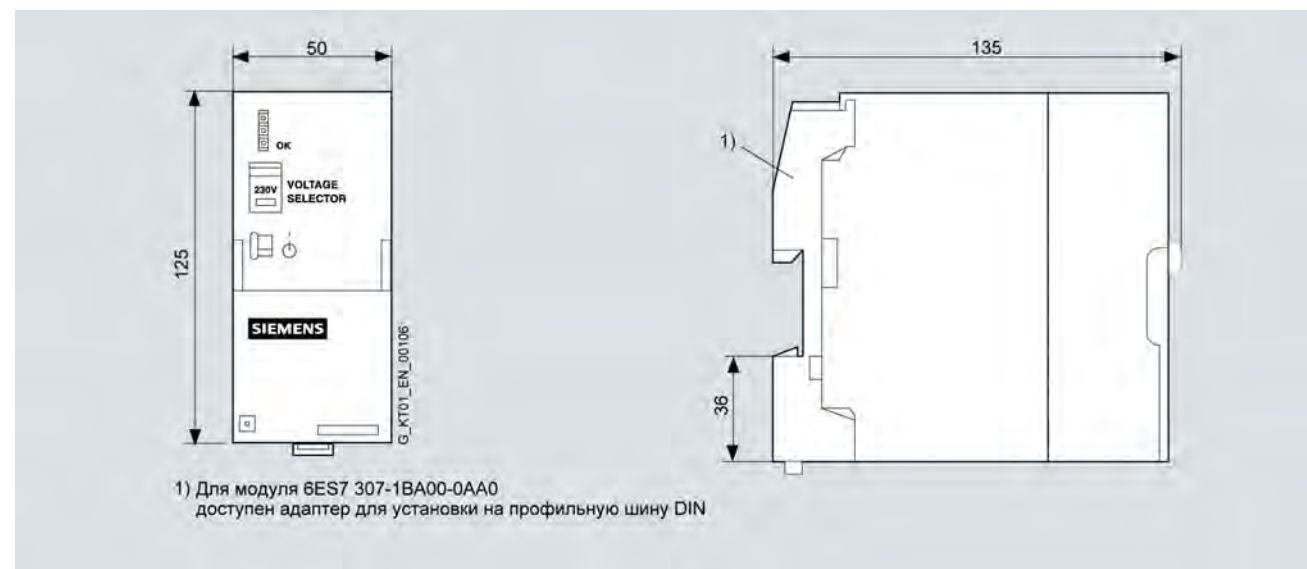 50
135
OK
1)
230V
VOLTAGE
SELECTOR
125
SIEMENS
G_KT01_EN_00106
36
1) Для модуля 6ES7 307-1BA00-0AA0
доступен адаптер для установки на профильную шину DIN